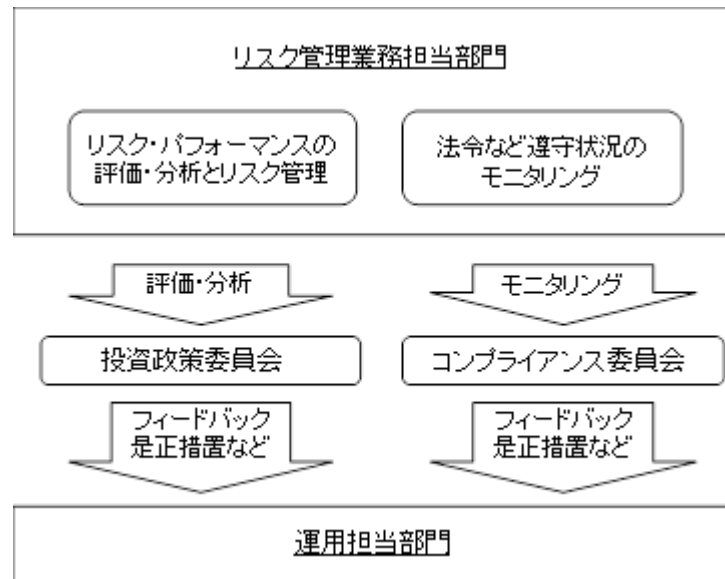 リスク管理業務担当部門
リスク・パフォーマンスの
評価・分析とリスク管理
法令など遵守状況の
モニタリング
評価・分析
モニタリング
投資政策委員会
コンプライアンス委員会
フィードバック
是正措置など
フィードバック
是正措置など
運用担当部門